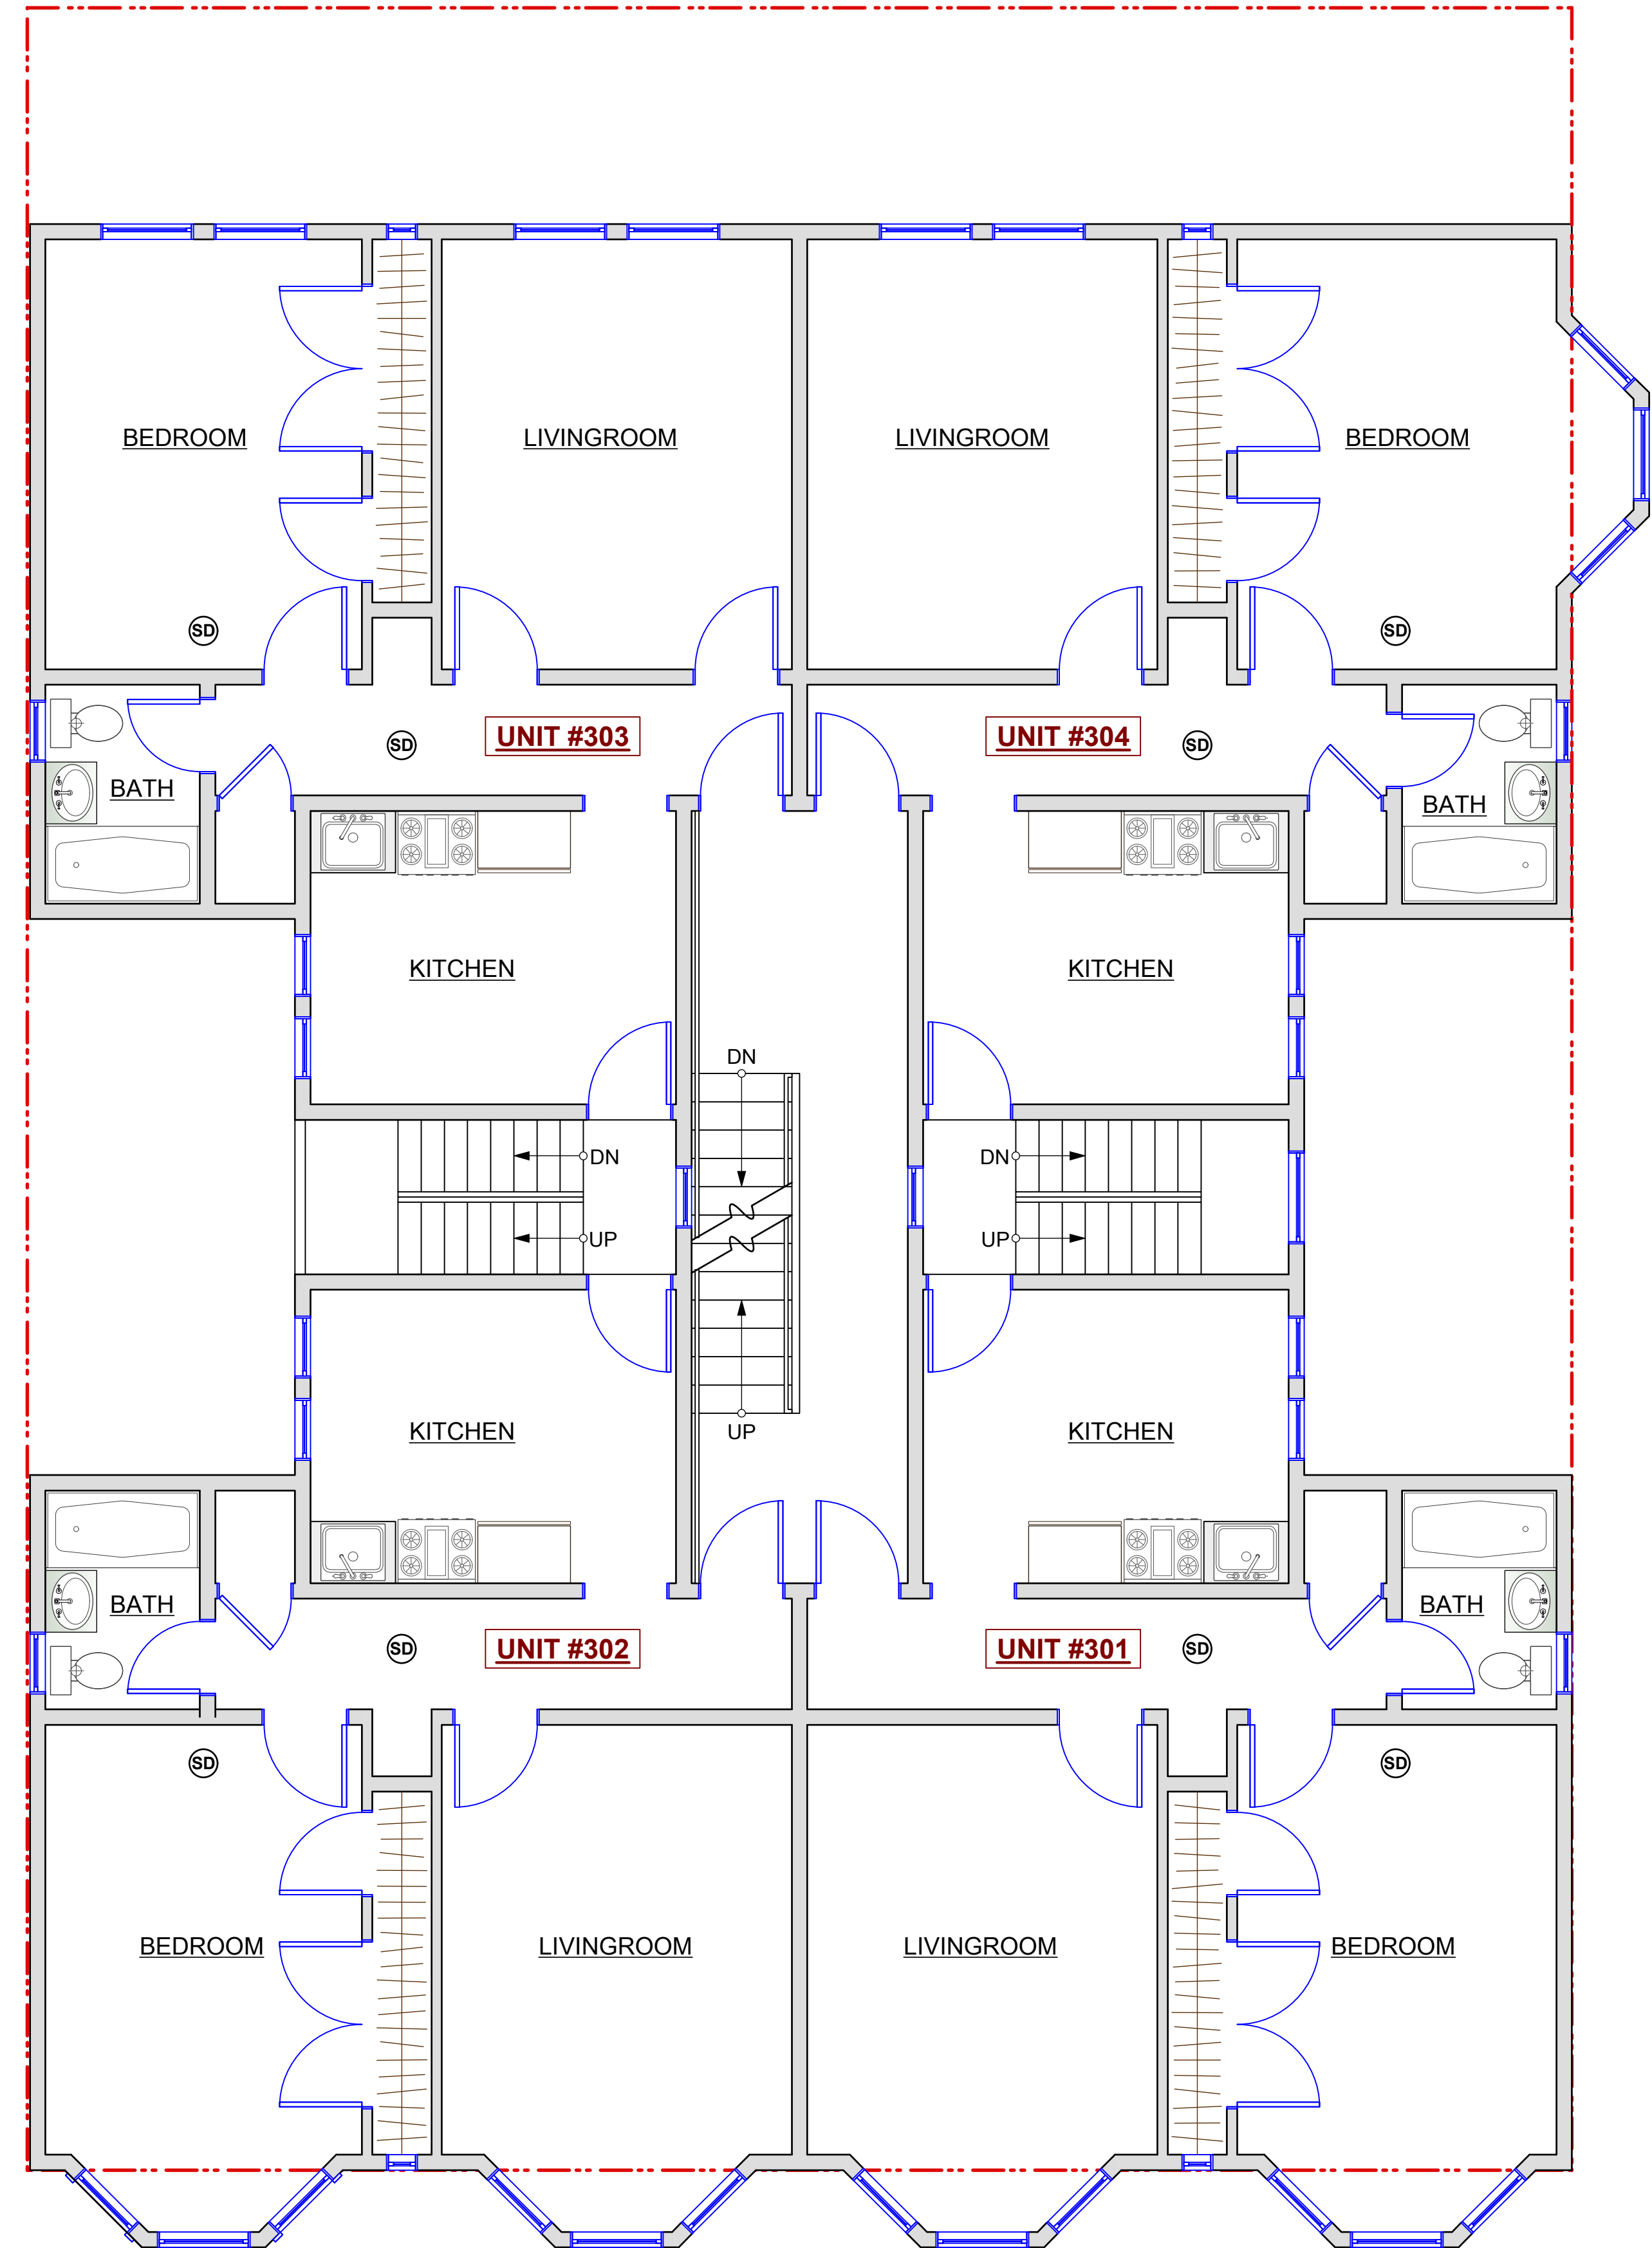 BEDROOM
LIVINGROOM
LIVINGROOM
BEDROOM
SD
SD
UNIT #303
UNIT #304
SD
SD
BATH
BATH
KITCHEN
KITCHEN
DN
DN
DN
UP
UP
UP
KITCHEN
KITCHEN
BATH
BATH
UNIT #302
UNIT #301
SD
SD
SD
SD
BEDROOM
LIVINGROOM
LIVINGROOM
BEDROOM